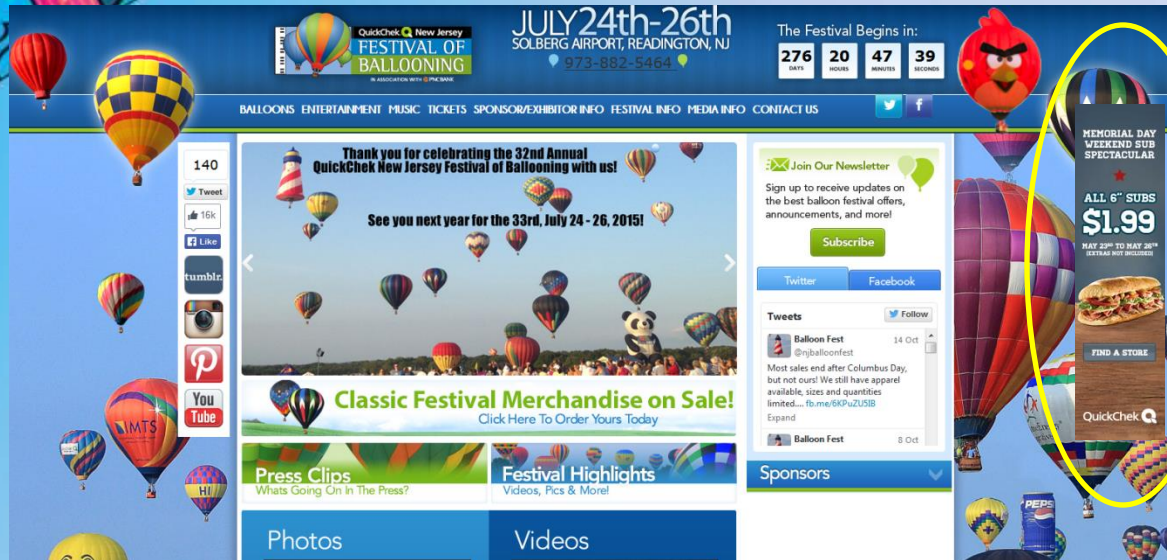 QuickChek New Jersey
FESTIVAL OF
BALLOONING
IN ASSOCIATION WITH PNC BANK
JULY 24th-26th
SOLBERG AIRPORT, READINGTON, NJ
973-882-5464
The Festival Begins in:
276 20 47 39
DAYS HOURS MINUTES SECONDS
BALLOONS ENTERTAINMENT MUSIC TICKETS SPONSOR/EXHIBITOR INFO FESTIVAL INFO MEDIA INFO CONTACT US
140
Tweet
16k
Like
tumblr.
You
Tube
Thank you for celebrating the 32nd Annual
QuickChek New Jersey Festival of Ballooning with us!
See you next year for the 33rd, July 24 - 26, 2015!
Classic Festival Merchandise on Sale!
Click Here To Order Yours Today
Press Clips
Whats Going On In The Press?
Festival Highlights
Videos, Pics & More!
Photos
Videos
Join Our Newsletter
Sign up to receive updates on
the best balloon festival offers,
announcements, and more!
Subscribe
Twitter Facebook
Tweets
Follow
Balloon Fest 14 Oct
@njballoonfest
Most sales end after Columbus Day,
but not ours! We still have apparel
available, sizes and quantities
limited.... fb.me/6KPuZU5IB
Expand
Balloon Fest 8 Oct
Sponsors
MEMORIAL DAY
WEEKEND SUB
SPECTACULAR
ALL 6" SUBS
$1.99
MAY 23RD TO MAY 26TH
(EXTRAS NOT INCLUDED)
FIND A STORE
QuickChek
IMTS
HI
PEPSI